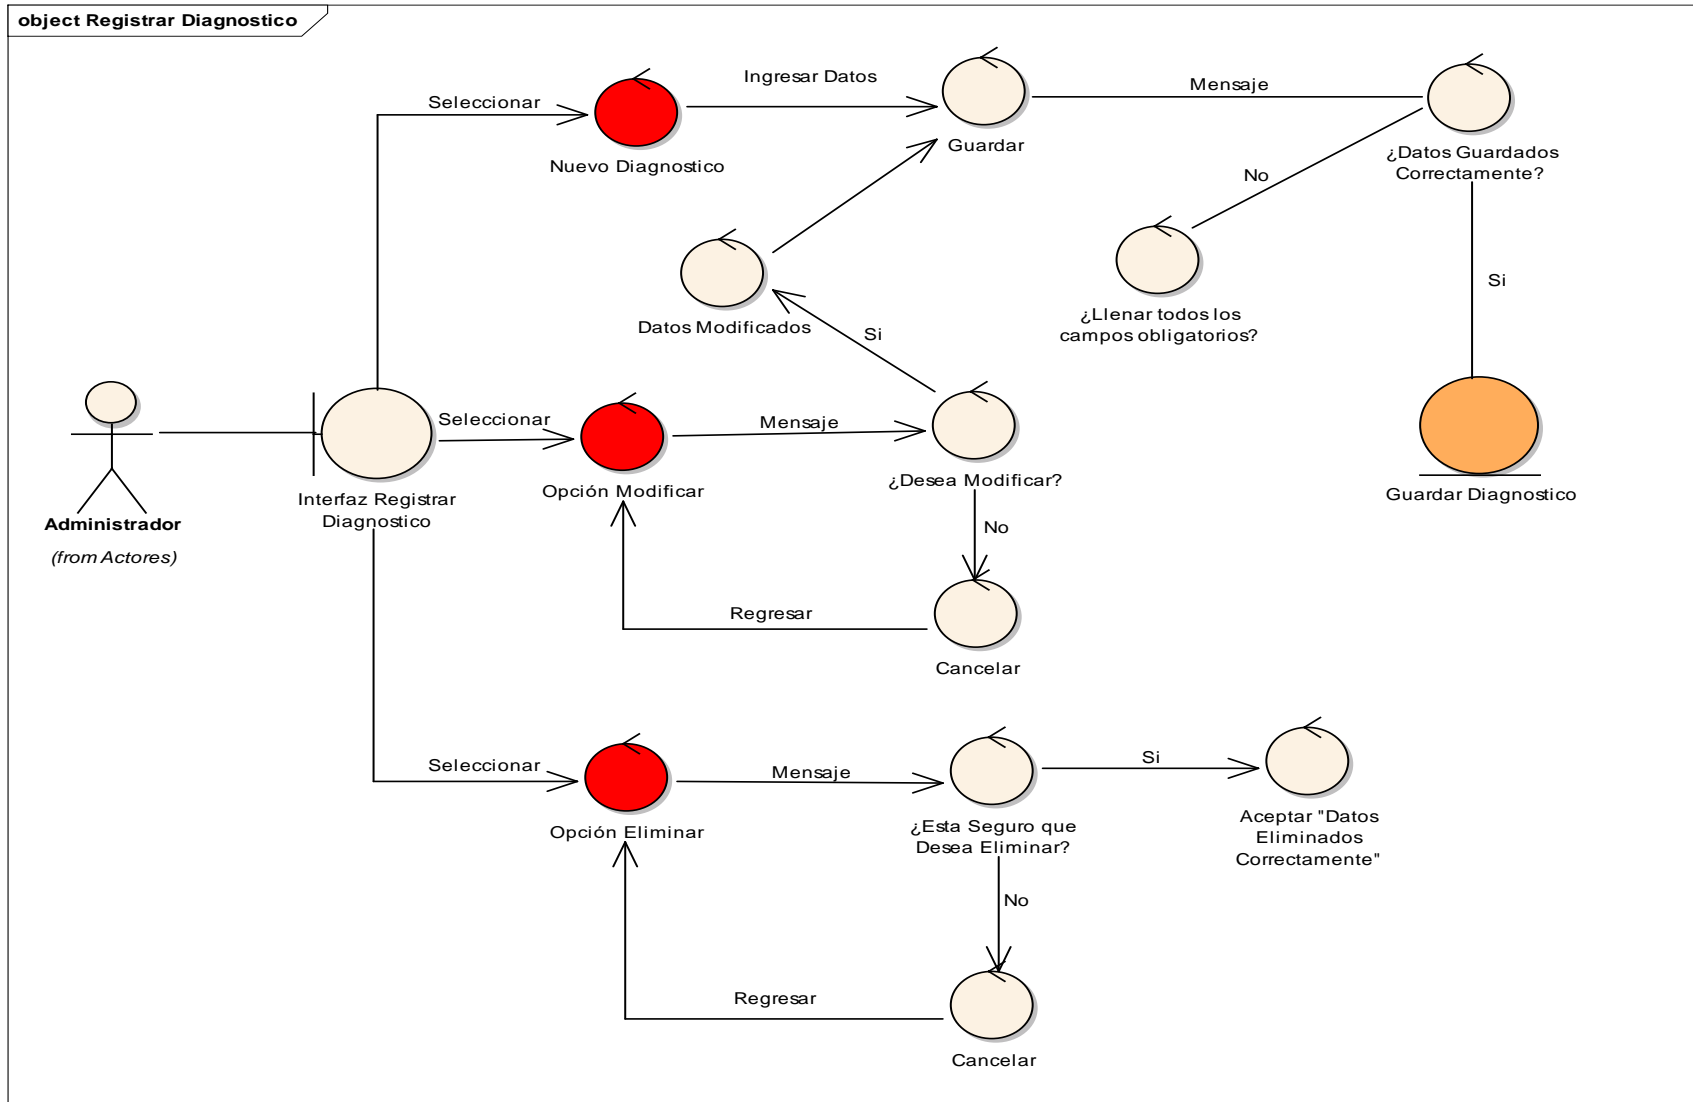 object Registrar Diagnostico
Seleccionar
Nuevo Diagnostico
Ingresar Datos
Guardar
Mensaje
¿Datos Guardados
Correctamente?
No
¿Llenar todos los
campos obligatorios?
Si
Guardar Diagnostico
Datos Modificados
Si
Administrador
(from Actores)
Interfaz Registrar
Diagnostico
Seleccionar
Opción Modificar
Mensaje
¿Desea Modificar?
No
Regresar
Cancelar
Seleccionar
Opción Eliminar
Mensaje
¿Esta Seguro que
Desea Eliminar?
Si
Aceptar "Datos
Eliminados
Correctamente"
No
Regresar
Cancelar